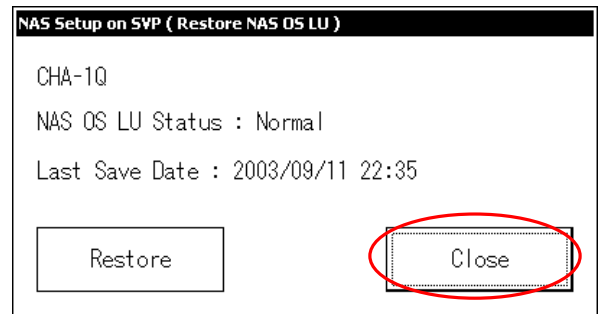 NAS Setup on SVP ( Restore NAS OS LU )
CHA-1Q
NAS OS LU Status : Normal
Last Save Date : 2003/09/11 22:35
Restore Close